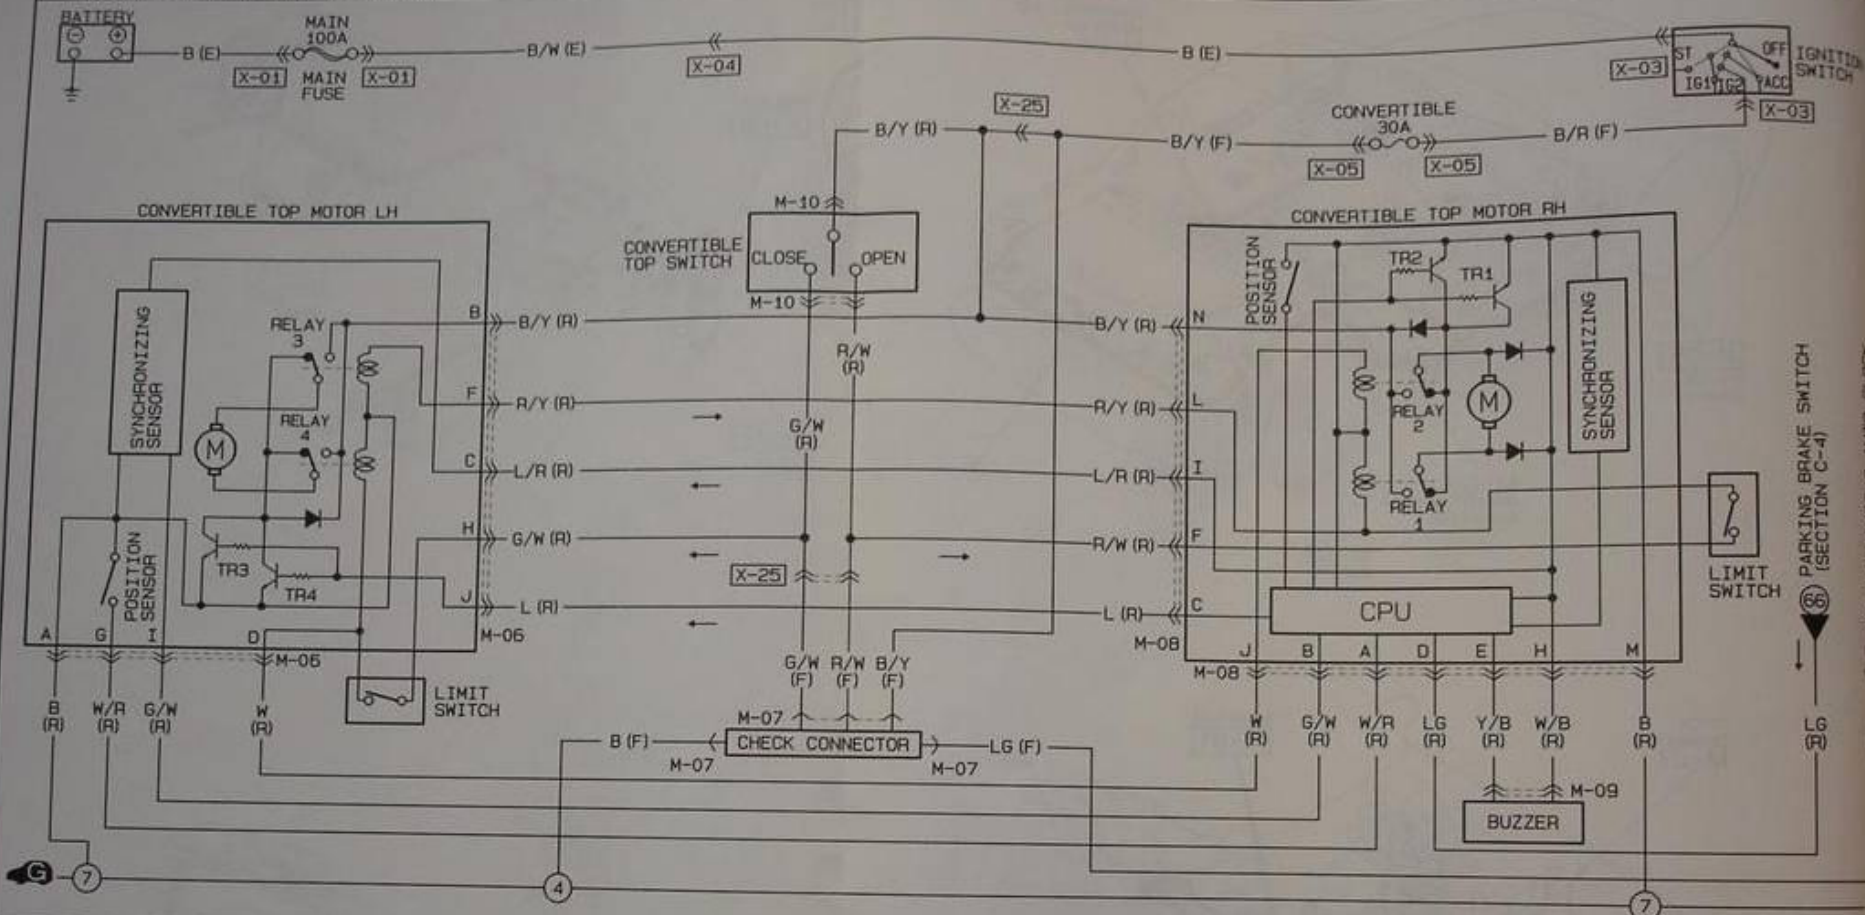 BATTERY
MAIN
100A
B (E)
X-01
MAIN
FUSE
X-01
B/W (E)
X-04
B (E)
X-03
ST
OFF
IG1
IG2
ACC
IGNITION
SWITCH
X-03
X-25
B/Y (R)
B/Y (F)
CONVERTIBLE
30A
X-05
X-05
B/R (F)
CONVERTIBLE TOP MOTOR LH
SYNCHRONIZING
SENSOR
RELAY
3
RELAY
4
M
TR3
TR4
POSITION
SENSOR
B
F
C
H
J
M-06
A
G
I
D
M-06
B/Y (R)
R/Y (R)
L/R (R)
G/W (R)
L (R)
LIMIT
SWITCH
B
(R)
W/R
(R)
G/W
(R)
W
(R)
M-10
CONVERTIBLE
TOP SWITCH
CLOSE
OPEN
M-10
R/W
(R)
G/W
(R)
X-25
G/W
(F)
R/W
(F)
B/Y
(F)
M-07
B (F)
CHECK CONNECTOR
LG (F)
M-07
M-07
CONVERTIBLE TOP MOTOR RH
POSITION
SENSOR
TR2
TR1
SYNCHRONIZING
SENSOR
RELAY
2
M
RELAY
1
B/Y (R)
N
R/Y (R)
L
L/R (R)
I
R/W (R)
F
L (R)
C
M-08
CPU
J
B
A
D
E
H
M
M-08
LIMIT
SWITCH
PARKING BRAKE SWITCH
(SECTION C-4)
66
W
(R)
G/W
(R)
W/R
(R)
LG
(R)
Y/B
(R)
W/B
(R)
B
(R)
LG
(R)
M-09
BUZZER
G
7
4
7